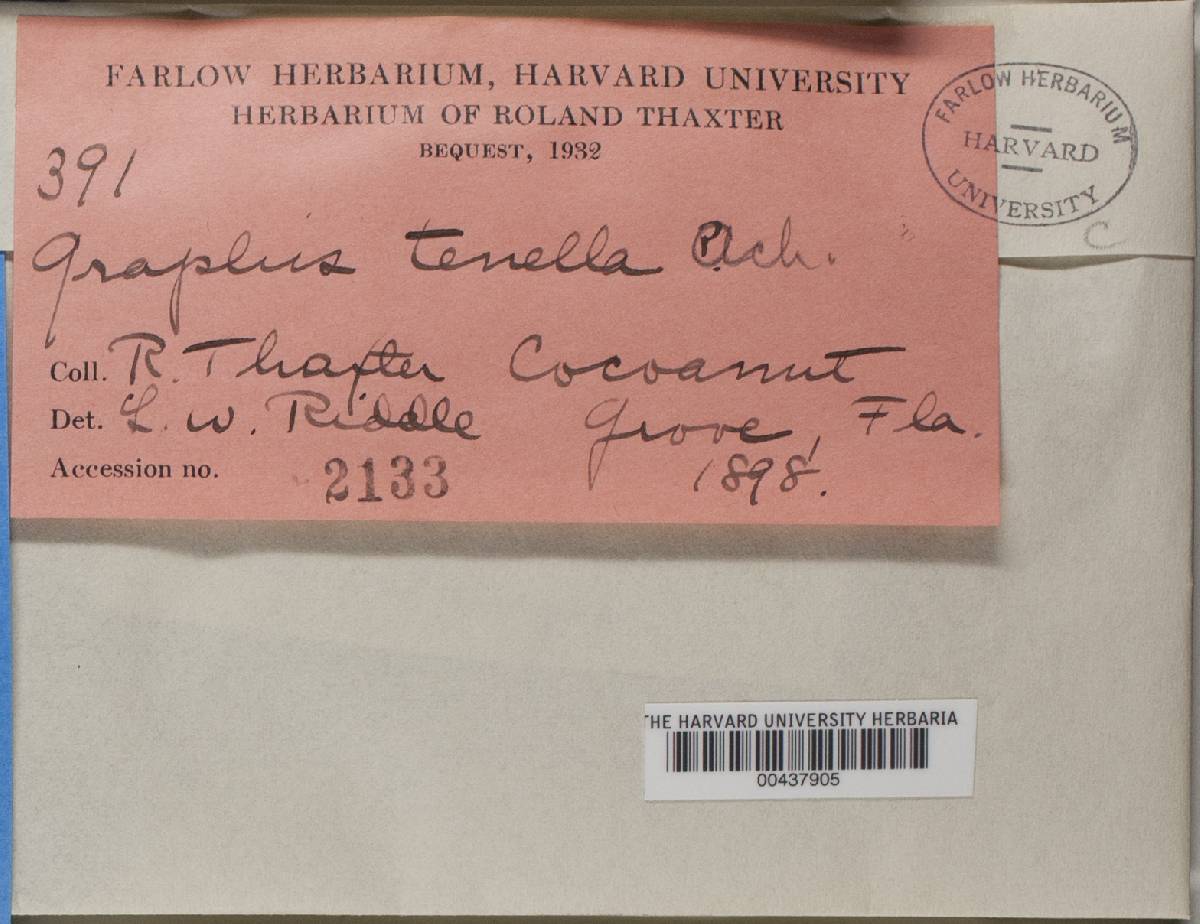 FARLOW HERBARIUM, HARVARD UNIVERSITY
HERBARIUM OF ROLAND THAXTER
BEQUEST, 1932
391
Graphis tenella Ach.
Coll. R. Thaxter Cocoanut
Det. L. W. Riddle Grove, Fla.
Accession no. 2133 1898.
FARLOW HERBARIUM
HARVARD
UNIVERSITY
C
THE HARVARD UNIVERSITY HERBARIA
00437905